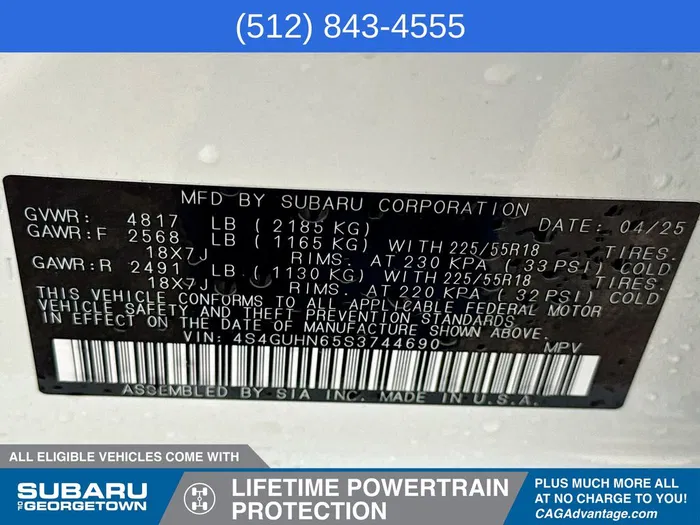 (512) 843-4555
MFD BY SUBARU CORPORATION
GVWR: 4817 LB (2185 KG) DATE: 04/25
GAWR:F 2568 LB (1165 KG) WITH 225/55R18 TIRES.
18X7J RIMS. AT 230 KPA (33 PSI) COLD
GAWR:R 2491 LB (1130 KG) WITH 225/55R18 TIRES.
18X7J RIMS. AT 220 KPA (32 PSI) COLD
THIS VEHICLE CONFORMS TO ALL APPLICABLE FEDERAL MOTOR
VEHICLE SAFETY AND THEFT PREVENTION STANDARDS
IN EFFECT ON THE DATE OF MANUFACTURE SHOWN ABOVE.
VIN: 4S4GUHN65S3744690 MPV
ASSEMBLED BY-SIA INC. MADE IN U.S.A.
ALL ELIGIBLE VEHICLES COME WITH
SUBARU
OF GEORGETOWN
LIFETIME POWERTRAIN
PROTECTION
PLUS MUCH MORE ALL
AT NO CHARGE TO YOU!
CAGAdvantage.com